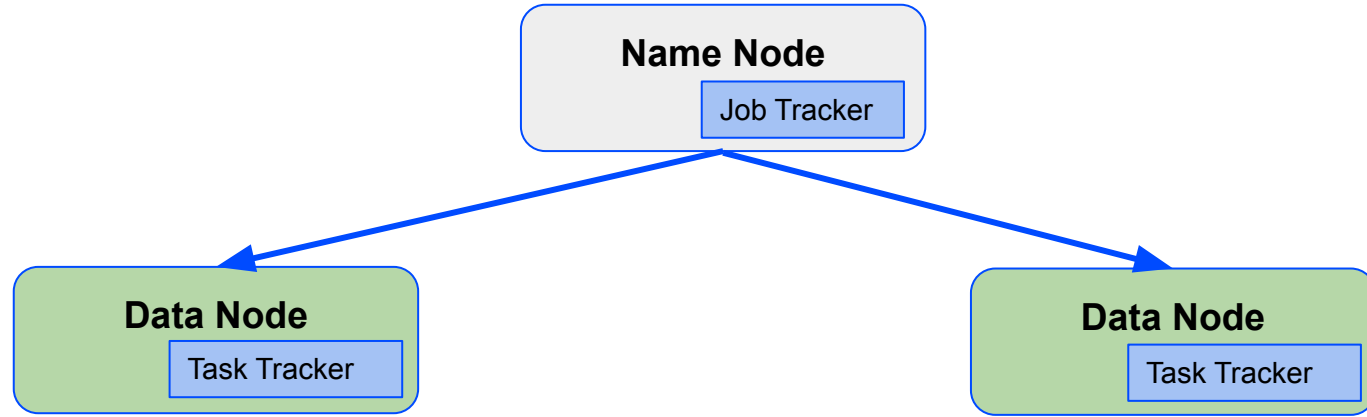 Name Node
Job Tracker
Data Node
Task Tracker
Data Node
Task Tracker